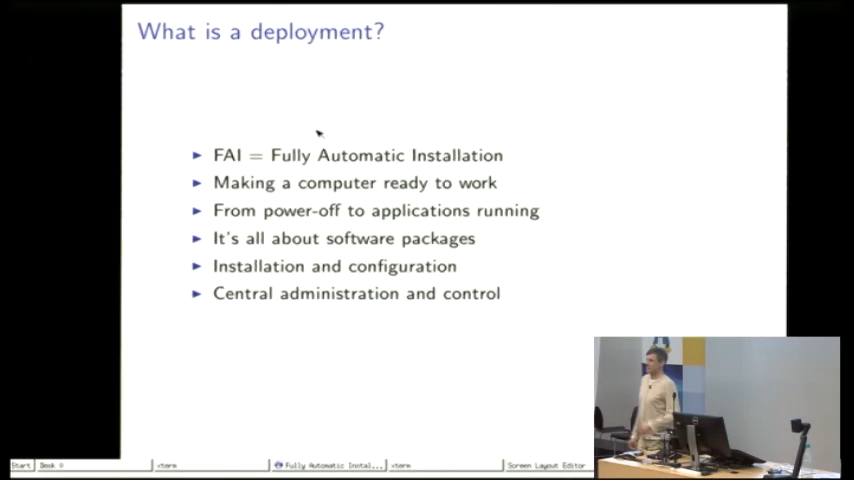 What is a deployment?
FAI = Fully Automatic Installation
Making a computer ready to work
From power-off to applications running
It's all about software packages
Installation and configuration
Central administration and control
Start Desk 0 xterm Fully Automatic Instal... xterm Screen Layout Editor